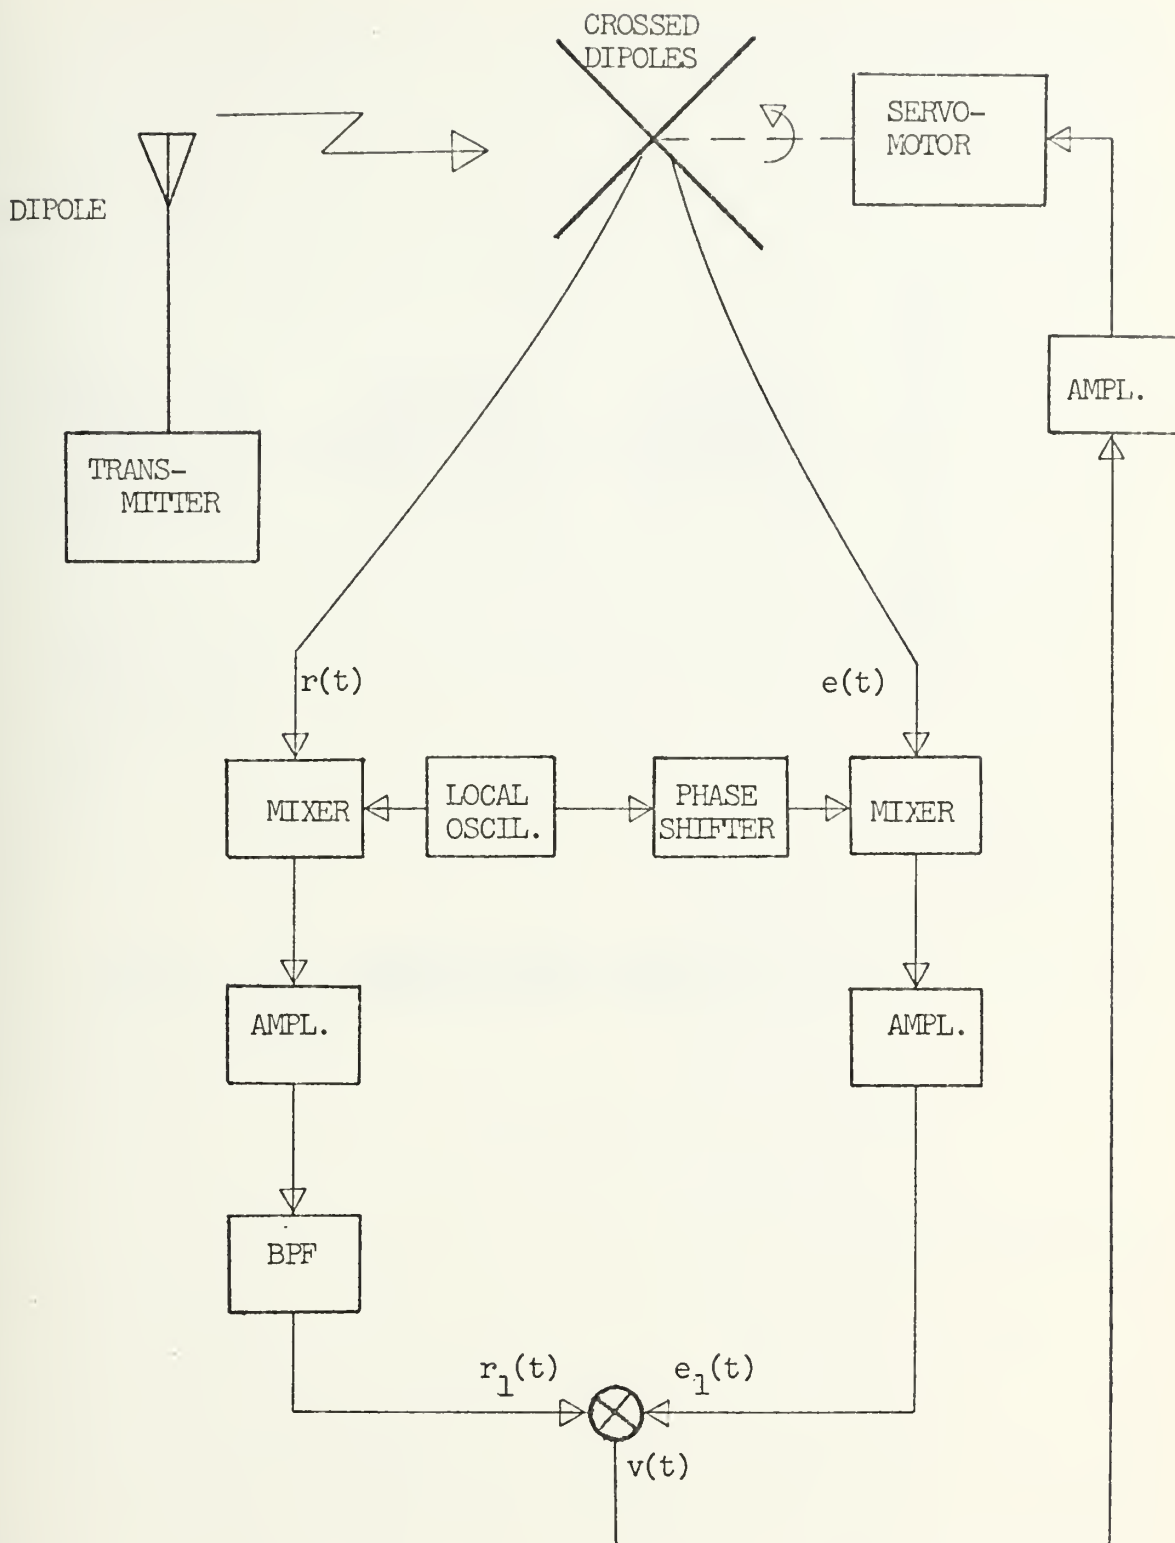 CROSSED
DIPOLES
SERVO-
MOTOR
DIPOLE
AMPL.
TRANS-
MITTER
r(t)
e(t)
MIXER
LOCAL
OSCIL.
PHASE
SHIFTER
MIXER
AMPL.
AMPL.
BPF
r₁(t)
e₁(t)
v(t)